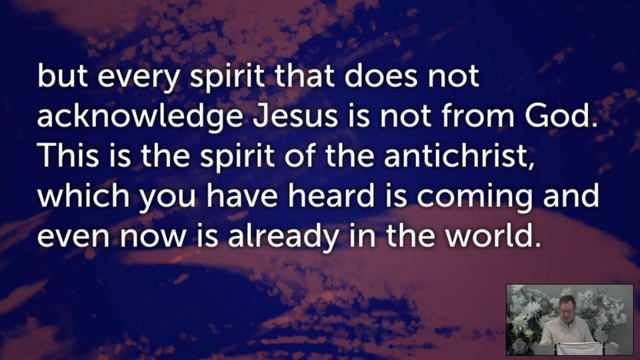 but every spirit that does not
acknowledge Jesus is not from God.
This is the spirit of the antichrist,
which you have heard is coming and
even now is already in the world.